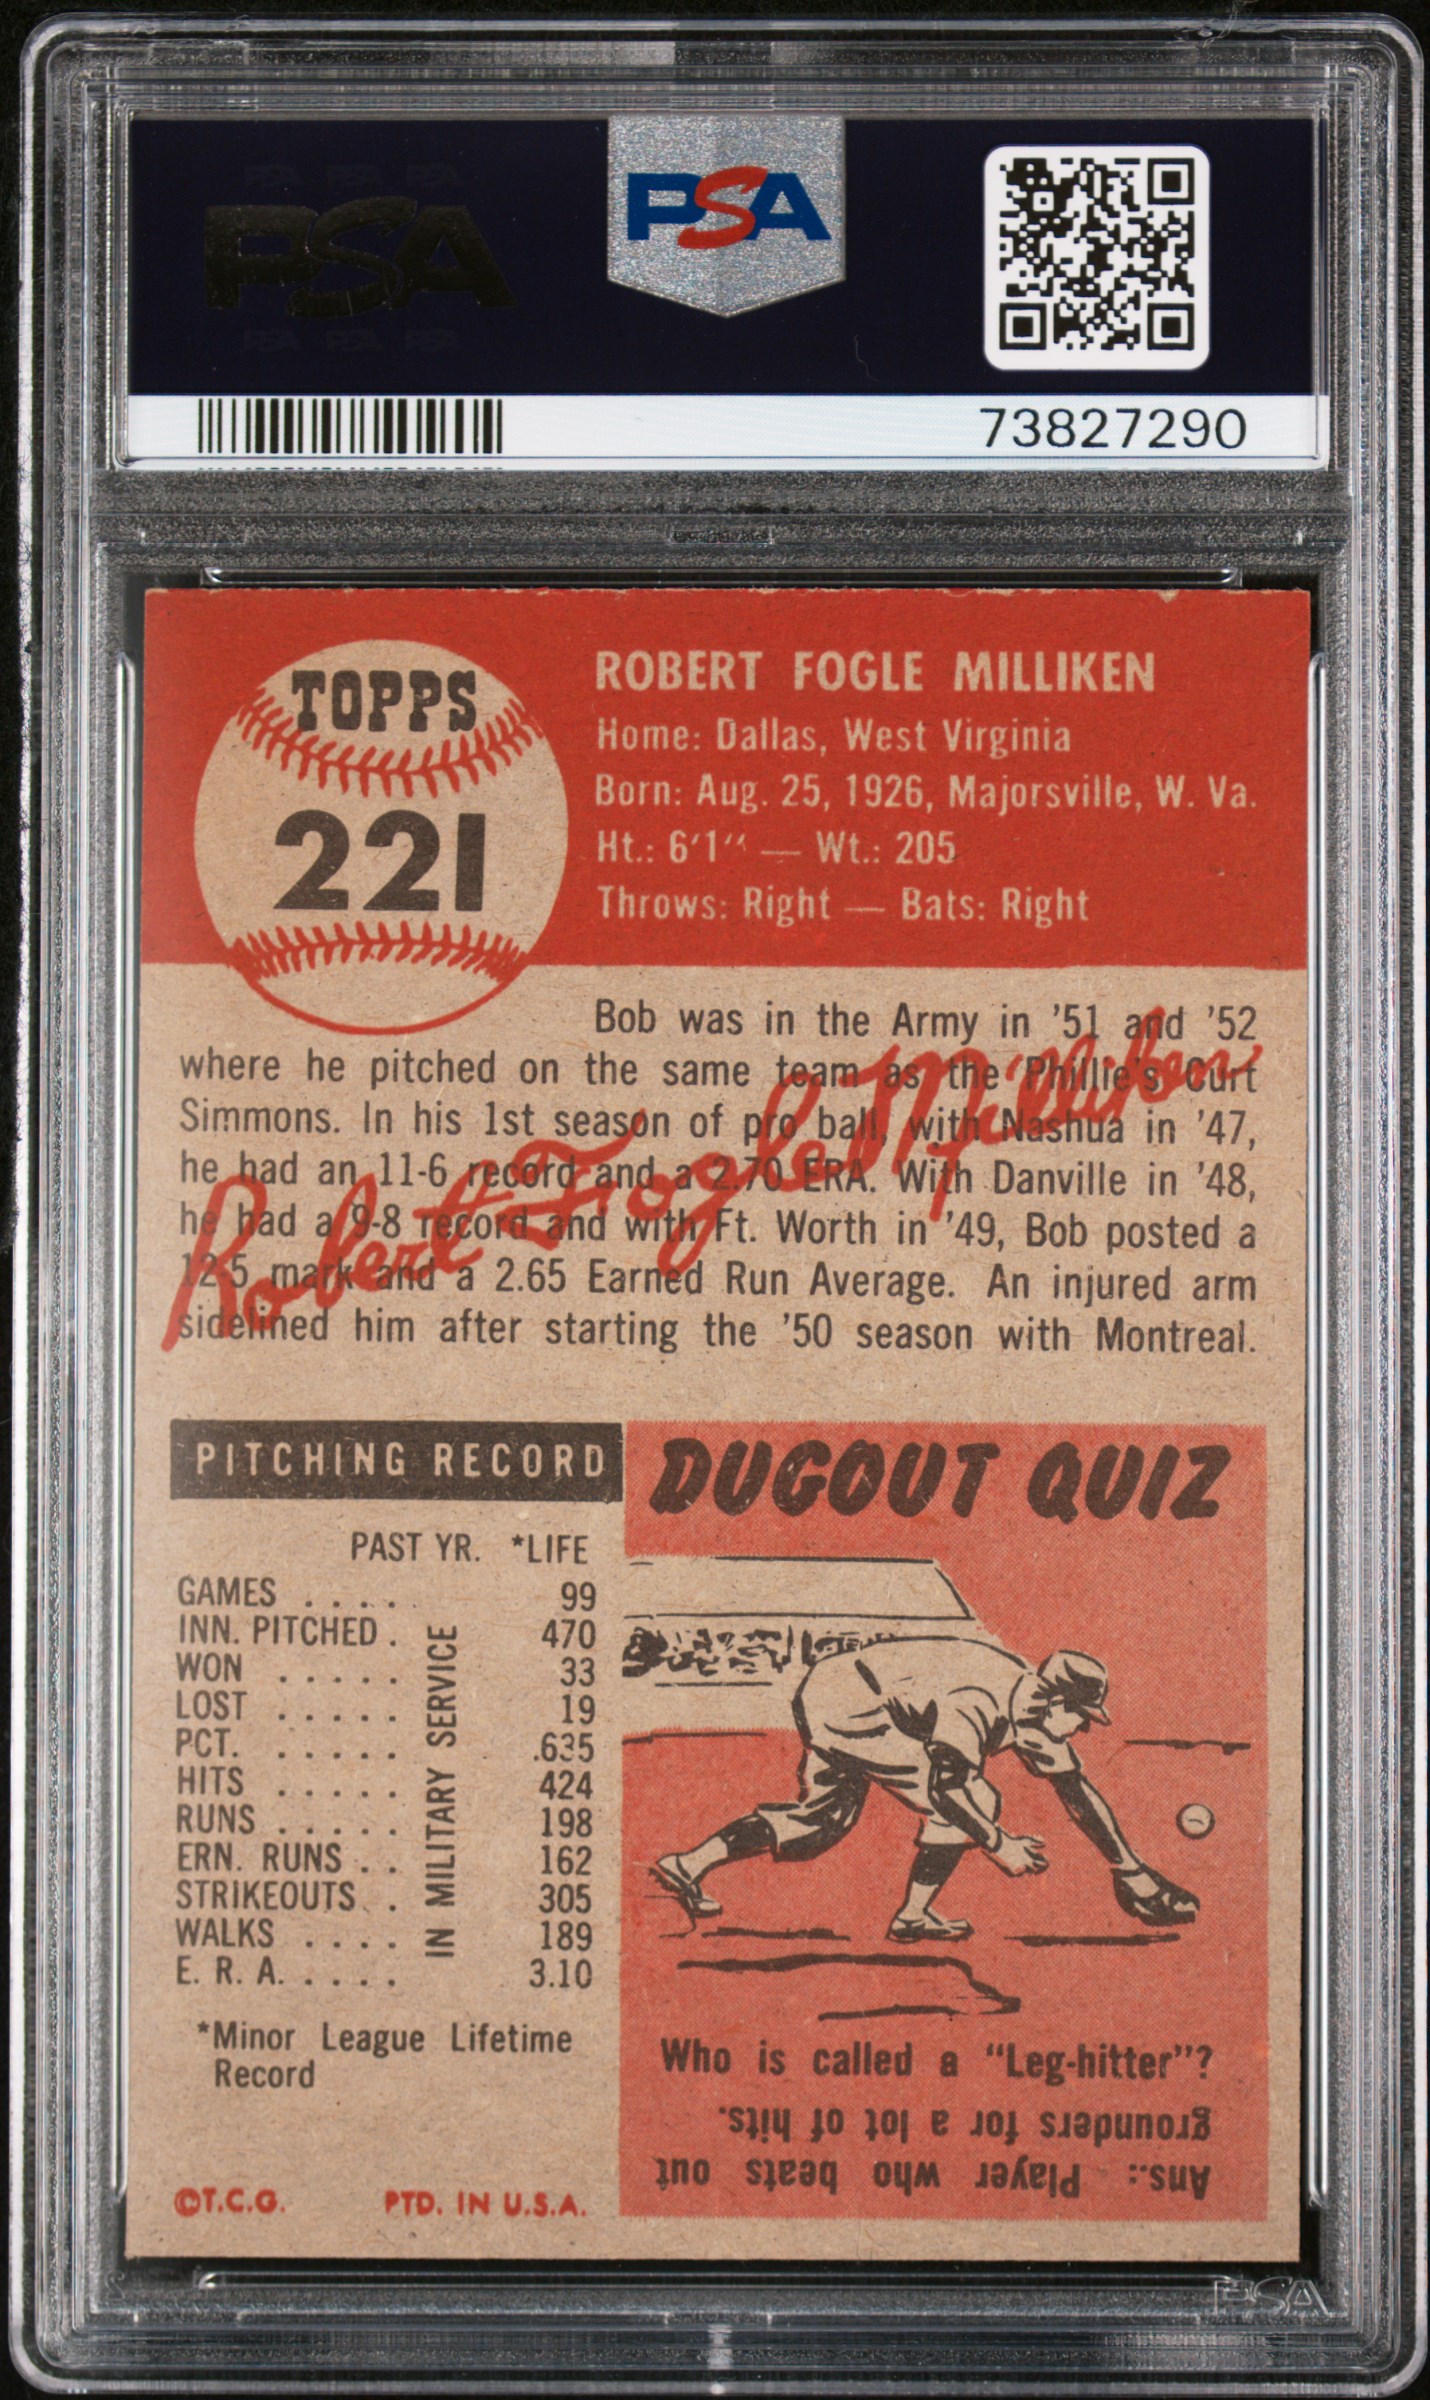 PSA PSA PSA
PSA
PSA PSA PSA
PSA
73827290
TOPPS
221
ROBERT FOGLE MILLIKEN
Home: Dallas, West Virginia
Born: Aug. 25, 1926, Majorsville, W. Va.
Ht.: 6'1" — Wt.: 205
Throws: Right — Bats: Right
Bob was in the Army in '51 and '52
where he pitched on the same team as the Phillie's Curt
Simmons. In his 1st season of pro ball, with Nashua in '47,
he had an 11-6 record and a 2.70 ERA. With Danville in '48,
he had a 9-8 record and with Ft. Worth in '49, Bob posted a
12-5 mark and a 2.65 Earned Run Average. An injured arm
sidelined him after starting the '50 season with Montreal.
Robert Fogle Milliken
PITCHING RECORD
PAST YR. *LIFE
GAMES . . . . . 99
INN. PITCHED . 470
WON . . . . . 33
LOST . . . . . 19
PCT. . . . . . .635
HITS . . . . . 424
RUNS . . . . . 198
ERN. RUNS . . 162
STRIKEOUTS . . 305
WALKS . . . . 189
E. R. A. . . . . 3.10
IN MILITARY SERVICE
*Minor League Lifetime
Record
©T.C.G. PTD. IN U.S.A.
DUGOUT QUIZ
Who is called a "Leg-hitter"?
Ans.: Player who beats out
grounders for a lot of hits.
PSA